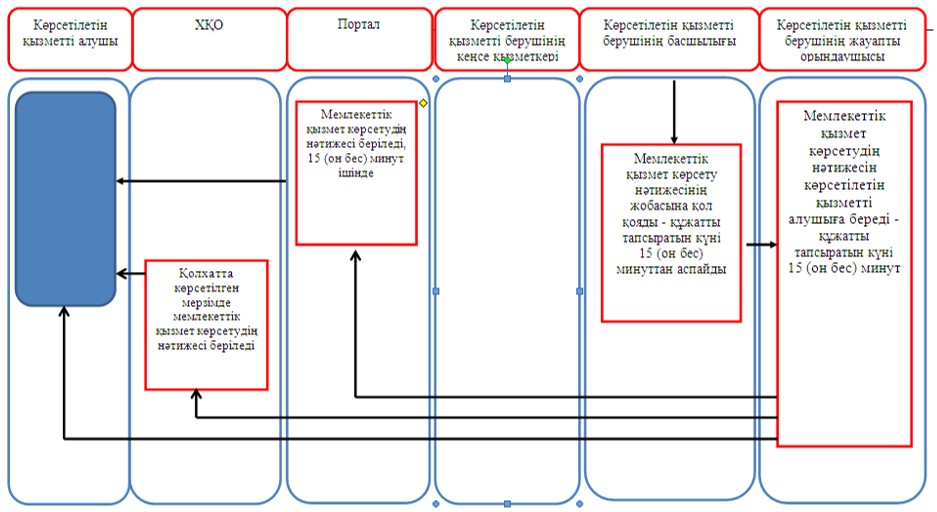 Көрсетілетін
қызметті алушы
ХҚО
Портал
Көрсетілетін
қызметті берушінің
кеңсе қызметкері
Көрсетілетін қызметті
берушінің басшылығы
Көрсетілетін қызметті
берушінің жауапты
орындаушысы
Мемлекеттік
қызмет көрсетудің
нәтижесі беріледі,
15 (он бес) минут
ішінде
Қолхатта
көрсетілген
мерзімде
мемлекеттік
қызмет көрсетудің
нәтижесі беріледі
Мемлекеттік
қызмет көрсету
нәтижесінің
жобасына қол
қояды - құжатты
тапсыратын күні
15 (он бес)
минуттан аспайды
Мемлекеттік
қызмет
көрсетудің
нәтижесін
көрсетілетін
қызметті
алушыға береді -
құжатты
тапсыратын күні
15 (он бес) минут